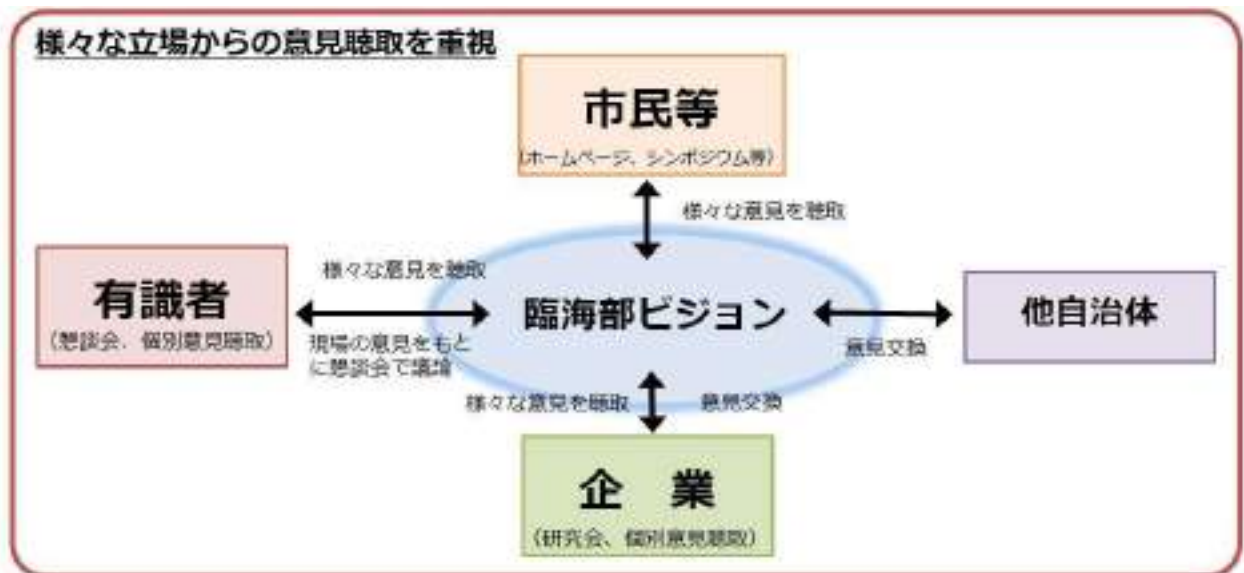 様々な立場からの意見聴取を重視
市民等
(ホームページ、シンポジウム等)
様々な意見を聴取
有識者
(懇談会、個別意見聴取)
様々な意見を聴取
現場の意見をもと
に懇談会で議論
臨海部ビジョン
他自治体
意見交換
様々な意見を聴取
意見交換
企　業
(研究会、個別意見聴取)